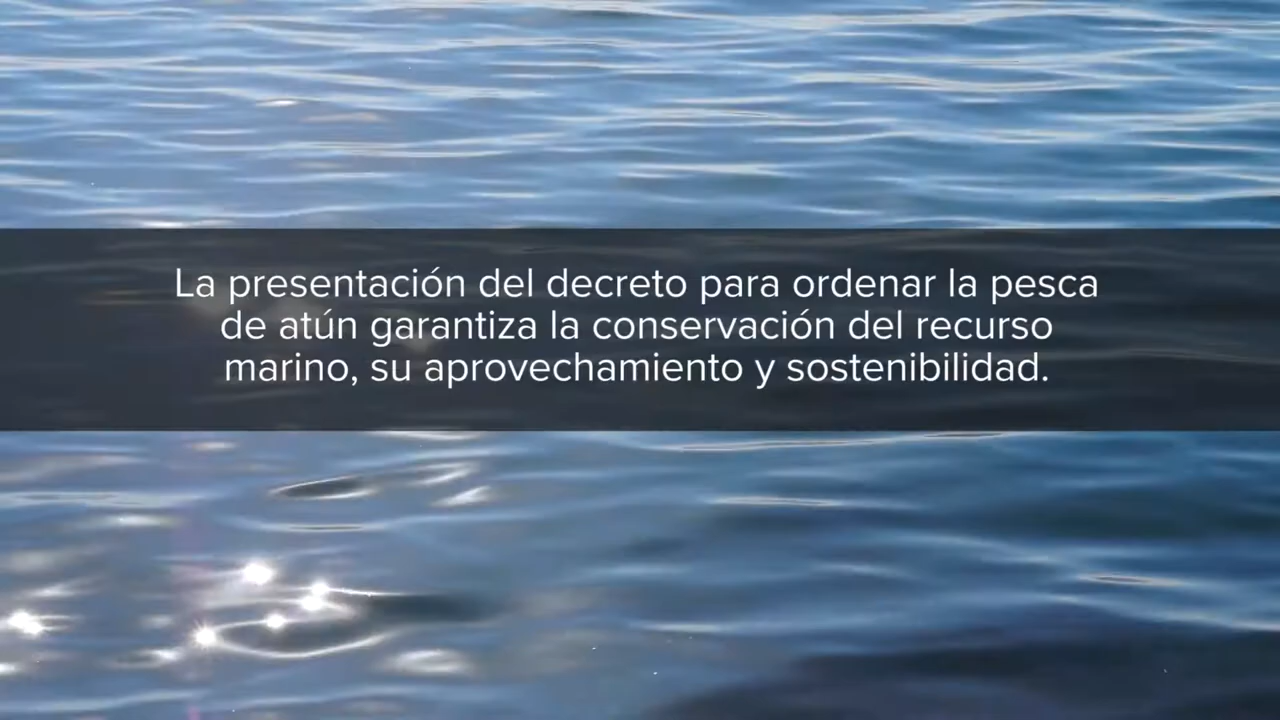 La presentación del decreto para ordenar la pesca
de atún garantiza la conservación del recurso
marino, su aprovechamiento y sostenibilidad.